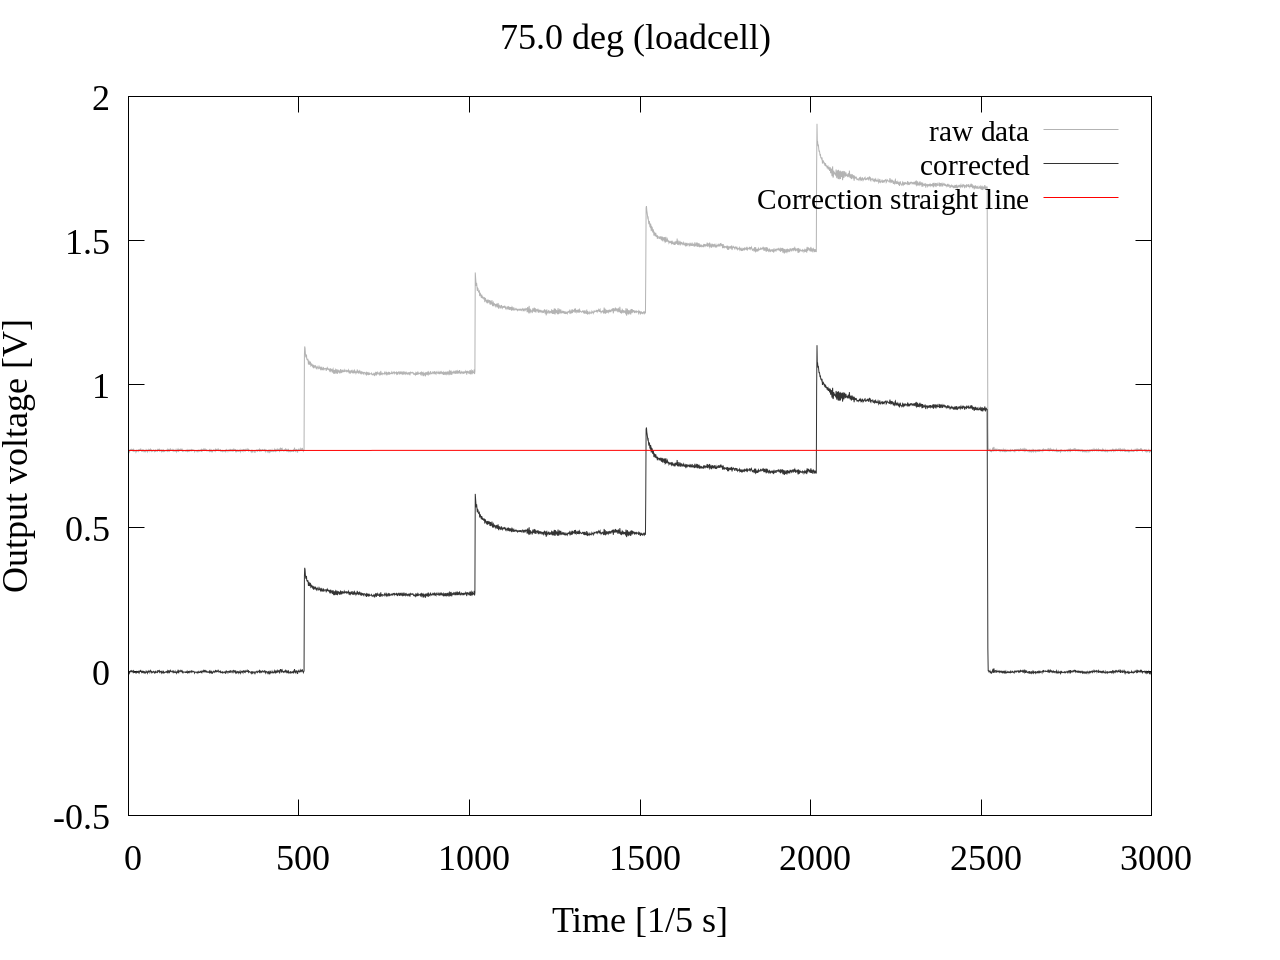 75.0 deg (loadcell)
2
1.5
1
0.5
0
-0.5
Output voltage [V]
raw data
corrected
Correction straight line
0 500 1000 1500 2000 2500 3000
Time [1/5 s]